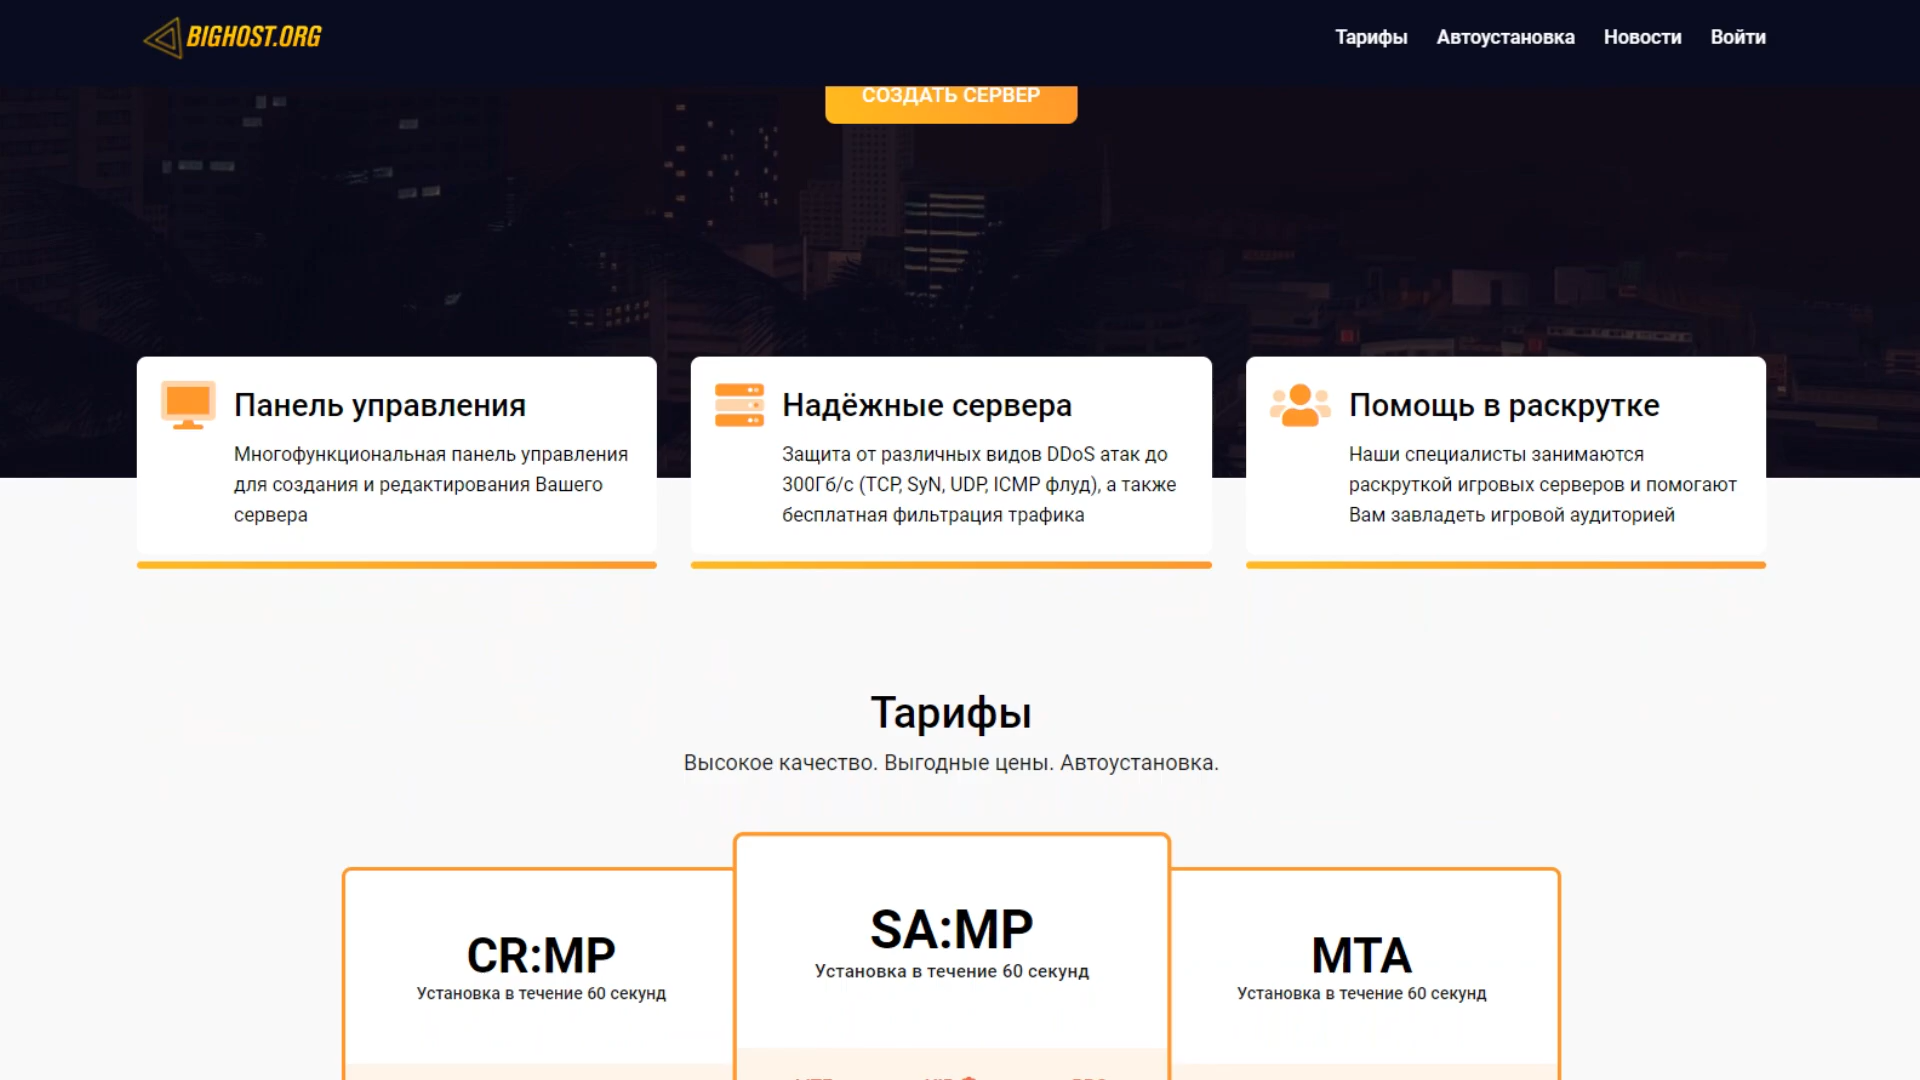 BIGHOST.ORG
Тарифы Автоустановка Новости Войти
СОЗДАТЬ СЕРВЕР
Панель управления
Многофункциональная панель управления
для создания и редактирования Вашего
сервера
Надёжные сервера
Защита от различных видов DDoS атак до
300Гб/с (TCP, SyN, UDP, ICMP флуд), а также
бесплатная фильтрация трафика
Помощь в раскрутке
Наши специалисты занимаются
раскруткой игровых серверов и помогают
Вам завладеть игровой аудиторией
Тарифы
Высокое качество. Выгодные цены. Автоустановка.
CR:MP
Установка в течение 60 секунд
SA:MP
Установка в течение 60 секунд
MTA
Установка в течение 60 секунд